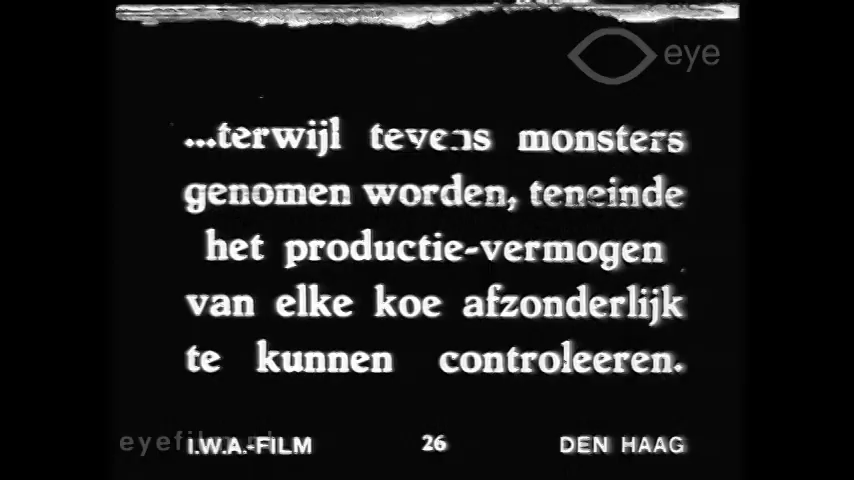 eye
...terwijl tevens monsters
genomen worden, teneinde
het productie-vermogen
van elke koe afzonderlijk
te kunnen controleeren.
I.W.A.-FILM 26 DEN HAAG